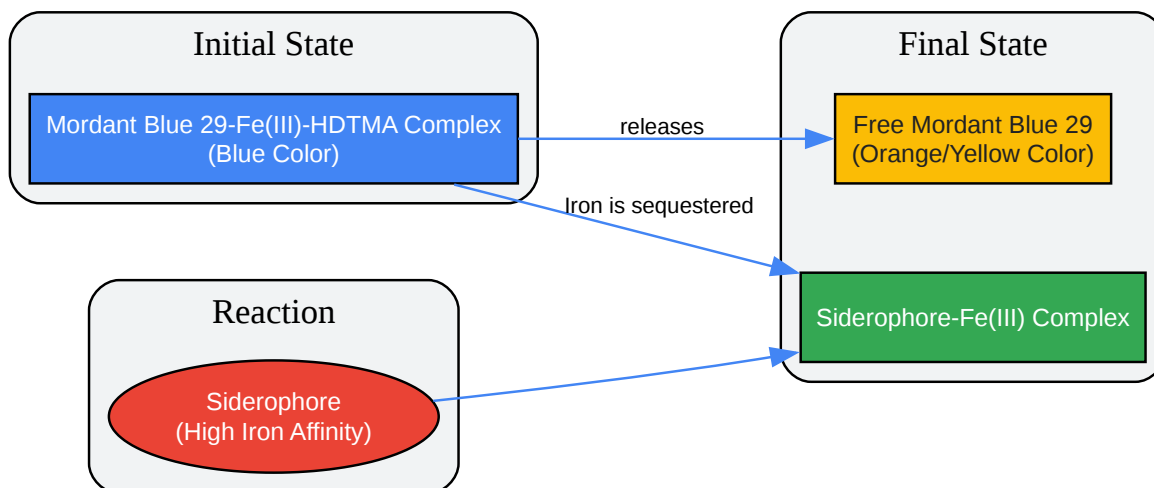 Initial State
Mordant Blue 29-Fe(III)-HDTMA Complex
(Blue Color)
releases
Iron is sequestered
Final State
Free Mordant Blue 29
(Orange/Yellow Color)
Siderophore-Fe(III) Complex
Reaction
Siderophore
(High Iron Affinity)